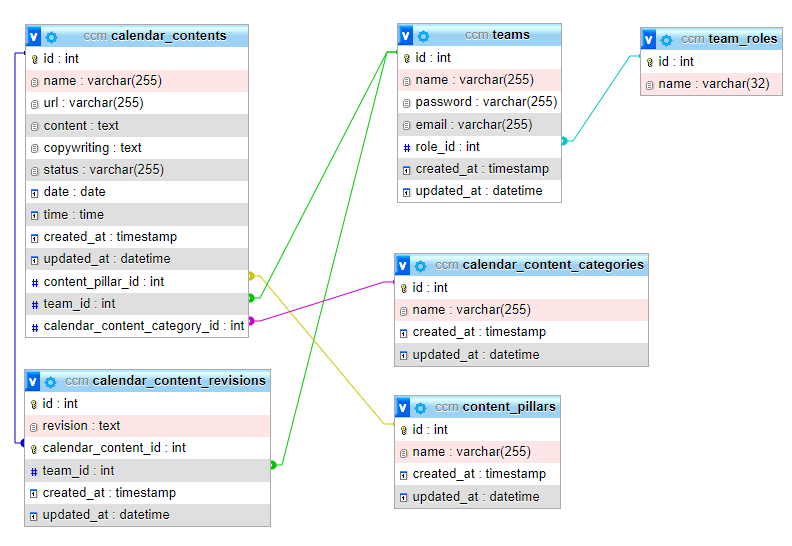 ccm calendar_contents
id : int
name : varchar(255)
url : varchar(255)
content : text
copywriting : text
status : varchar(255)
date : date
time : time
created_at : timestamp
updated_at : datetime
content_pillar_id : int
team_id : int
calendar_content_category_id : int
ccm calendar_content_revisions
id : int
revision : text
calendar_content_id : int
team_id : int
created_at : timestamp
updated_at : datetime
ccm teams
id : int
name : varchar(255)
password : varchar(255)
email : varchar(255)
role_id : int
created_at : timestamp
updated_at : datetime
ccm team_roles
id : int
name : varchar(32)
ccm calendar_content_categories
id : int
name : varchar(255)
created_at : timestamp
updated_at : datetime
ccm content_pillars
id : int
name : varchar(255)
created_at : timestamp
updated_at : datetime